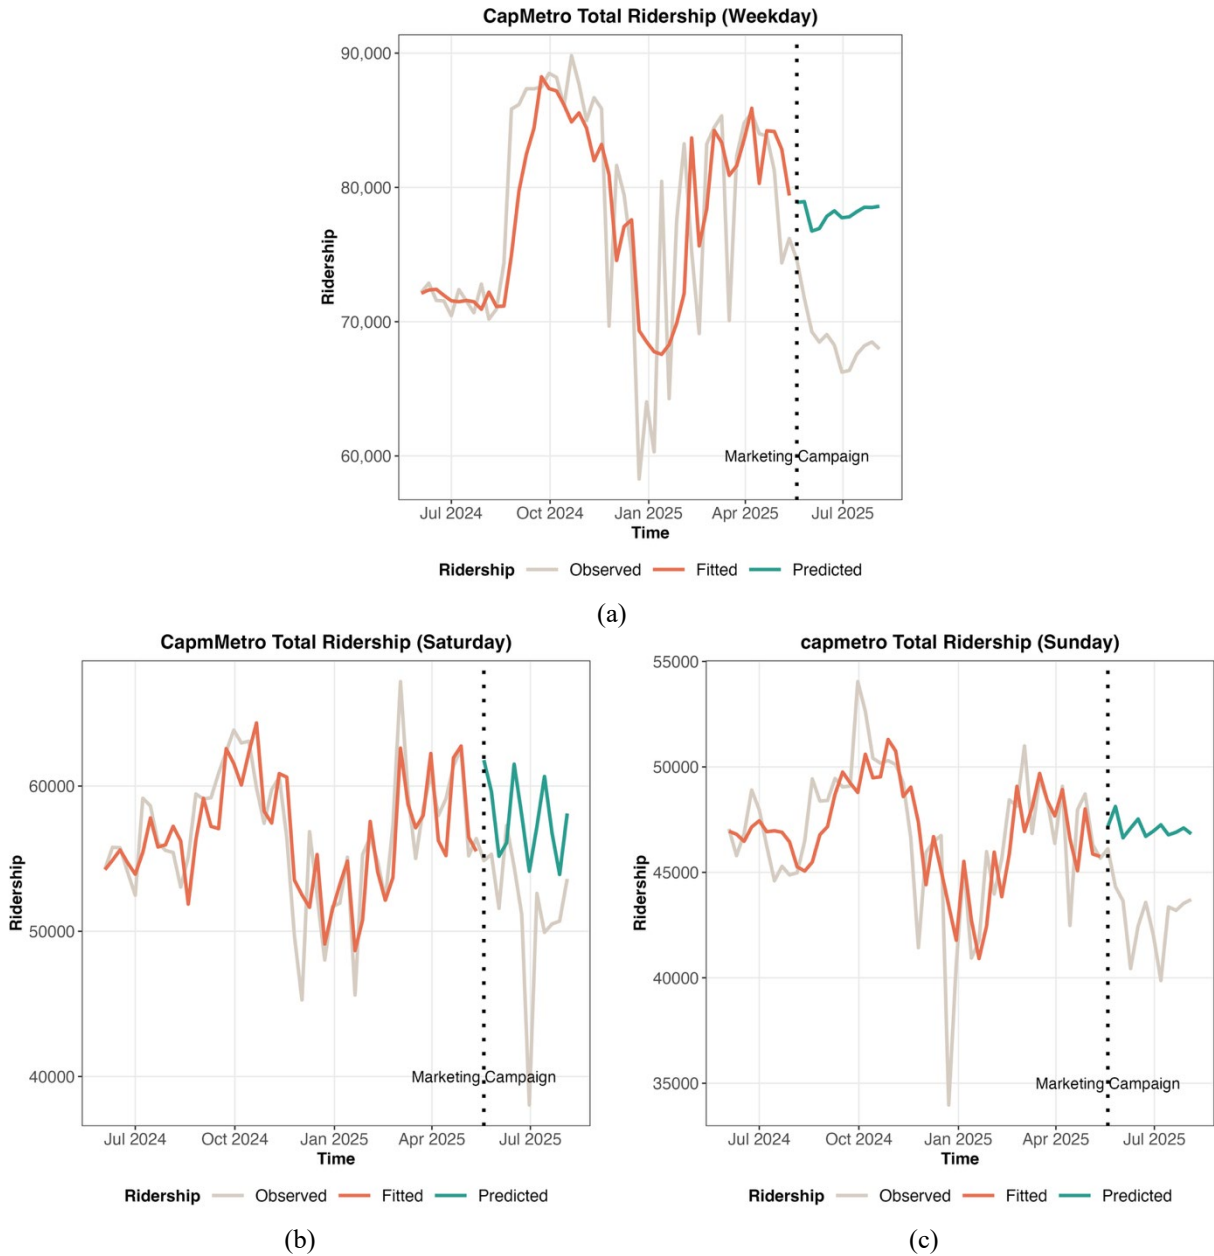 CapMetro Total Ridership (Weekday)
90,000
80,000
70,000
60,000
Ridership
Marketing Campaign
Jul 2024 Oct 2024 Jan 2025 Apr 2025 Jul 2025
Time
Ridership Observed Fitted Predicted
(a)
CapmMetro Total Ridership (Saturday)
60000
50000
40000
Ridership
Marketing Campaign
Jul 2024 Oct 2024 Jan 2025 Apr 2025 Jul 2025
Time
Ridership Observed Fitted Predicted
(b)
capmetro Total Ridership (Sunday)
55000
50000
45000
40000
35000
Ridership
Marketing Campaign
Jul 2024 Oct 2024 Jan 2025 Apr 2025 Jul 2025
Time
Ridership Observed Fitted Predicted
(c)